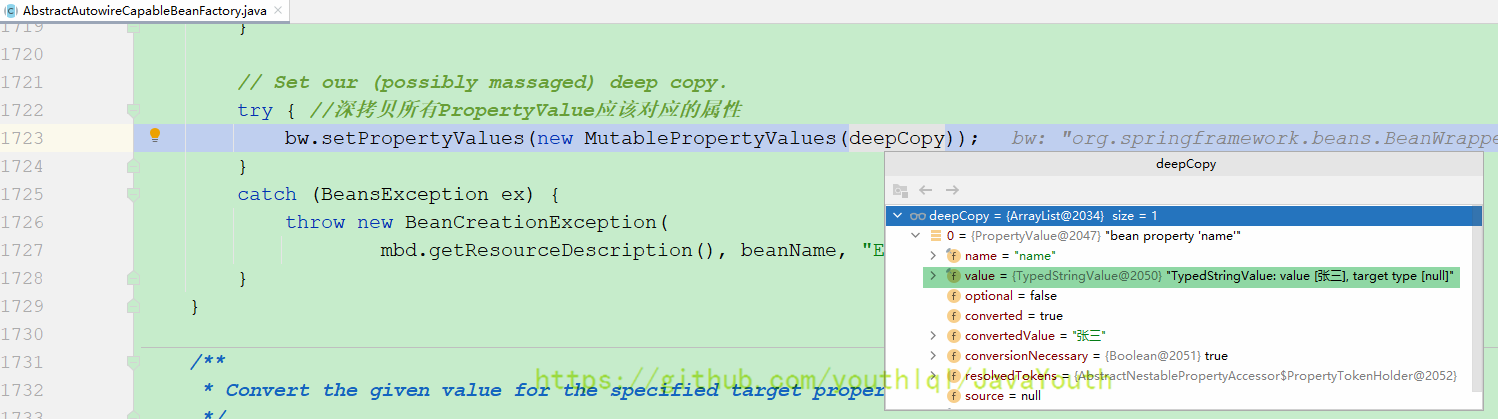 AbstractAutowireCapableBeanFactory.java ×
1719 }
1720
1721 // Set our (possibly massaged) deep copy.
1722 try { //深拷贝所有PropertyValue应该对应的属性
1723 bw.setPropertyValues(new MutablePropertyValues(deepCopy)); bw: "org.springframework.beans.BeanWrappe
1724 }
1725 catch (BeansException ex) {
1726 throw new BeanCreationException(
1727 mbd.getResourceDescription(), beanName, "E
1728 }
1729 }
1730
1731 /**
1732 * Convert the given value for the specified target proper
1733 */
deepCopy
deepCopy = {ArrayList@2034} size = 1
0 = {PropertyValue@2047} "bean property 'name'"
name = "name"
value = {TypedStringValue@2050} "TypedStringValue: value [张三], target type [null]"
optional = false
converted = true
convertedValue = "张三"
conversionNecessary = {Boolean@2051} true
resolvedTokens = {AbstractNestablePropertyAccessor$PropertyTokenHolder@2052}
source = null
https://github.com/youthlql/JavaYouth